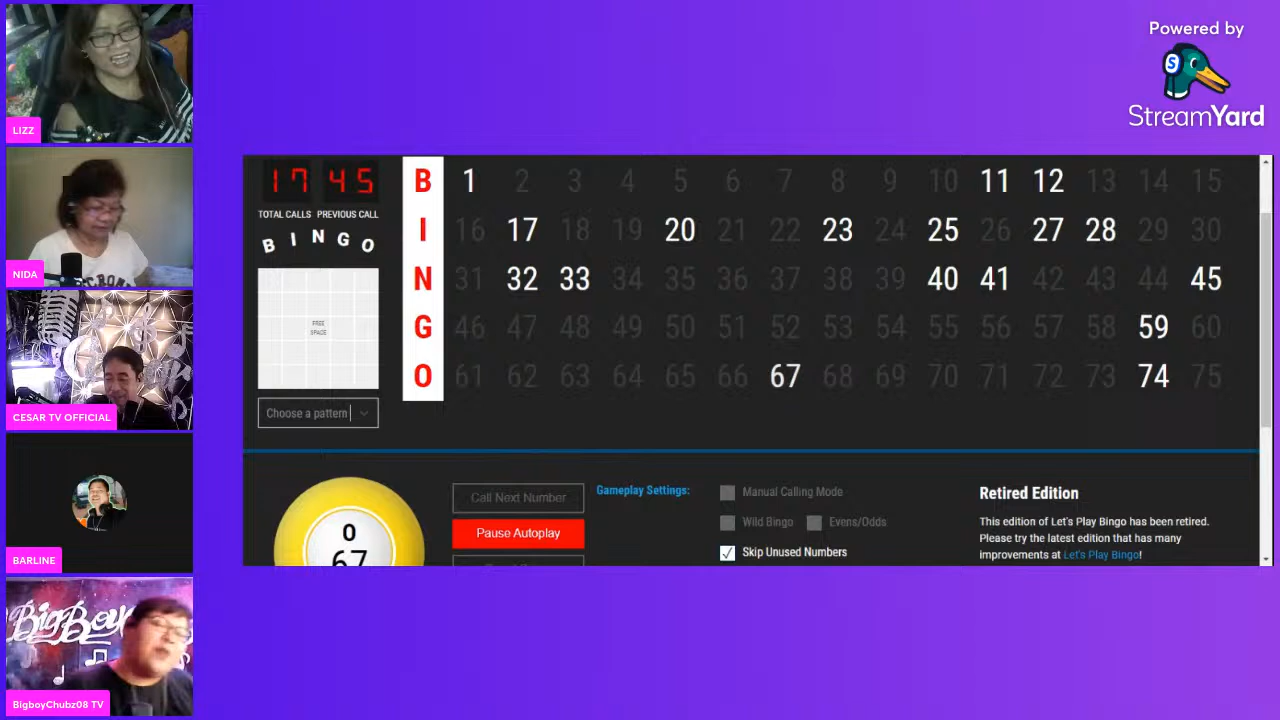 Powered by
StreamYard
LIZZ
NIDA
CESAR TV OFFICIAL
BARLINE
BigBoy
BigboyChubz08 TV
17 45
TOTAL CALLS PREVIOUS CALL
BINGO
FREE
SPACE
Choose a pattern
B 1 2 3 4 5 6 7 8 9 10 11 12 13 14 15
I 16 17 18 19 20 21 22 23 24 25 26 27 28 29 30
N 31 32 33 34 35 36 37 38 39 40 41 42 43 44 45
G 46 47 48 49 50 51 52 53 54 55 56 57 58 59 60
O 61 62 63 64 65 66 67 68 69 70 71 72 73 74 75
O
67
Call Next Number
Pause Autoplay
Gameplay Settings:
Manual Calling Mode
Wild Bingo Evens/Odds
Skip Unused Numbers
Retired Edition
This edition of Let's Play Bingo has been retired.
Please try the latest edition that has many
improvements at Let's Play Bingo!